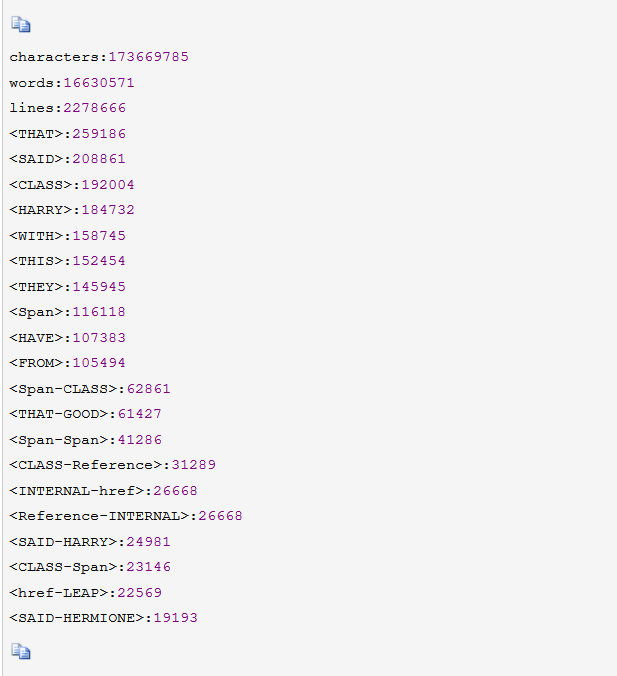 characters:173669785
words:16630571
lines:2278666
<THAT>:259186
<SAID>:208861
<CLASS>:192004
<HARRY>:184732
<WITH>:158745
<THIS>:152454
<THEY>:145945
<Span>:116118
<HAVE>:107383
<FROM>:105494
<Span-CLASS>:62861
<THAT-GOOD>:61427
<Span-Span>:41286
<CLASS-Reference>:31289
<INTERNAL-href>:26668
<Reference-INTERNAL>:26668
<SAID-HARRY>:24981
<CLASS-Span>:23146
<href-LEAP>:22569
<SAID-HERMIONE>:19193